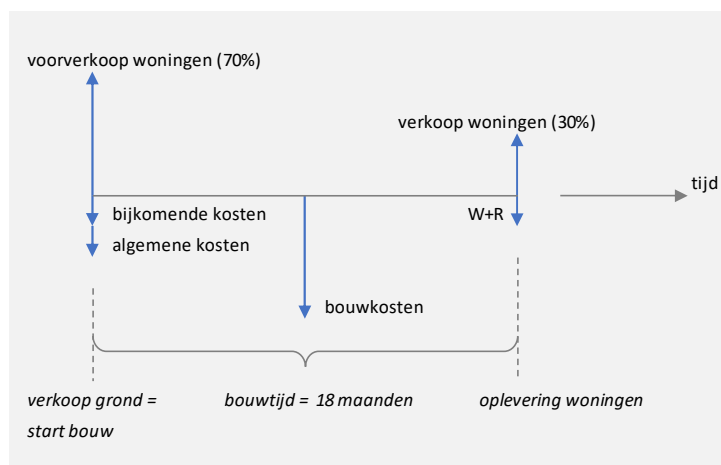 voorverkoop woningen (70%)
verkoop woningen (30%)
tijd
bijkomende kosten
W+R
algemene kosten
bouwkosten
verkoop grond =
start bouw
bouwtijd = 18 maanden
oplevering woningen